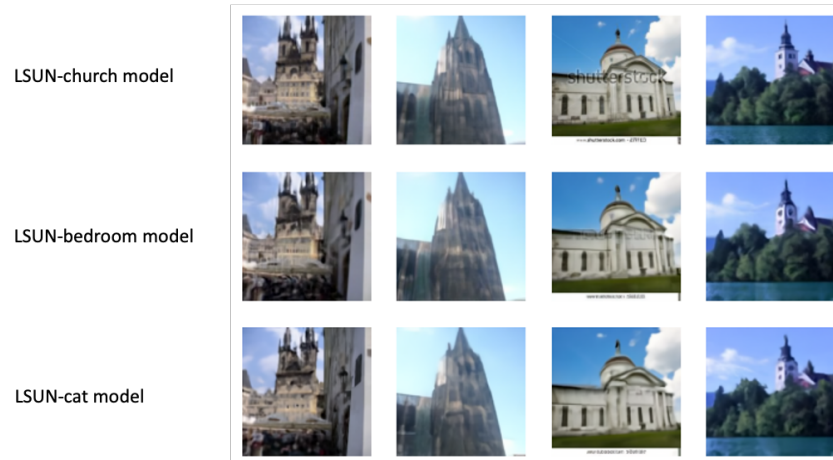 LSUN-church model
shutterstock
LSUN-bedroom model
LSUN-cat model